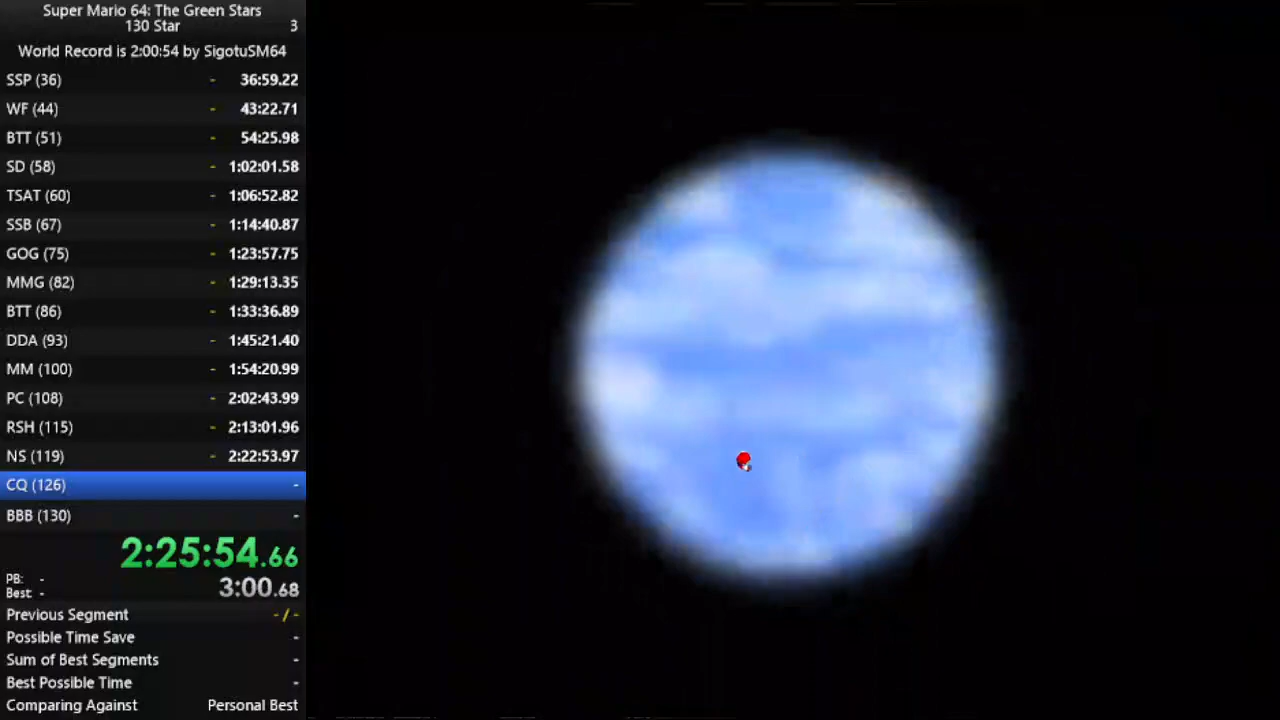 Super Mario 64: The Green Stars
130 Star 3
World Record is 2:00:54 by SigotuSM64
SSP (36) - 36:59.22
WF (44) - 43:22.71
BTT (51) - 54:25.98
SD (58) - 1:02:01.58
TSAT (60) - 1:06:52.82
SSB (67) - 1:14:40.87
GOG (75) - 1:23:57.75
MMG (82) - 1:29:13.35
BTT (86) - 1:33:36.89
DDA (93) - 1:45:21.40
MM (100) - 1:54:20.99
PC (108) - 2:02:43.99
RSH (115) - 2:13:01.96
NS (119) - 2:22:53.97
CQ (126) -
BBB (130) -
2:25:54.66
PB: -
Best: - 3:00.68
Previous Segment - / -
Possible Time Save -
Sum of Best Segments -
Best Possible Time -
Comparing Against Personal Best